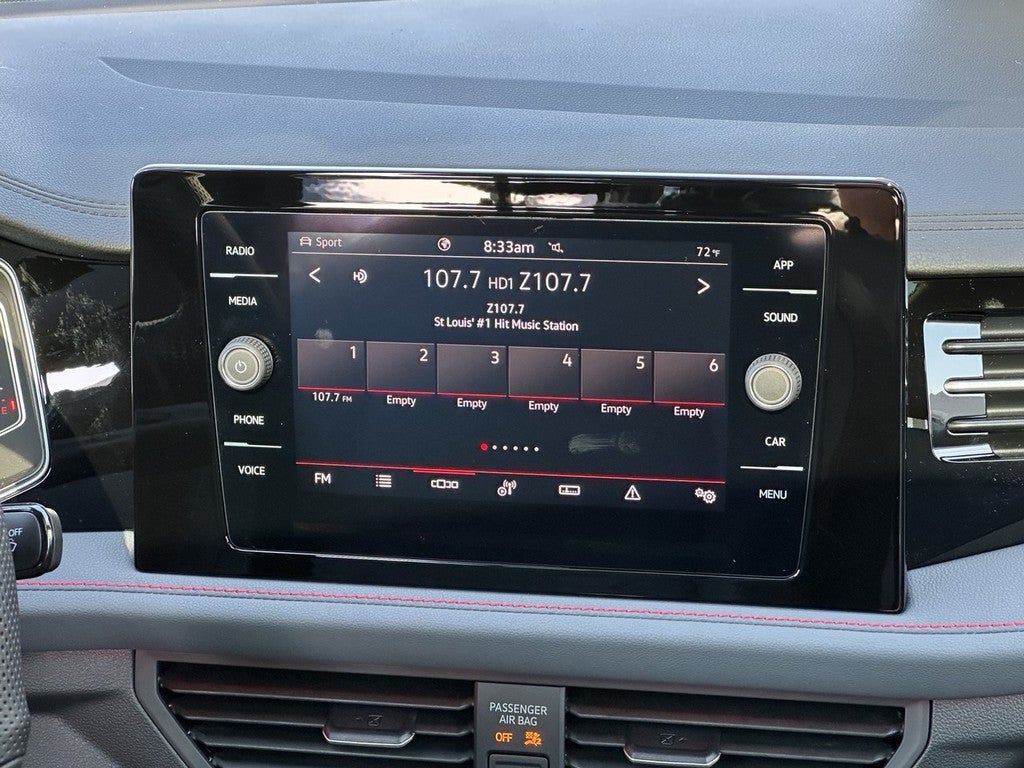 Sport 8:33am 72°F
RADIO
MEDIA
PHONE
VOICE
107.7 HD1 Z107.7
Z107.7
St Louis' #1 Hit Music Station
1 2 3 4 5 6
107.7 FM Empty Empty Empty Empty Empty
FM
APP
SOUND
CAR
MENU
E
OFF
PASSENGER
AIR BAG
OFF